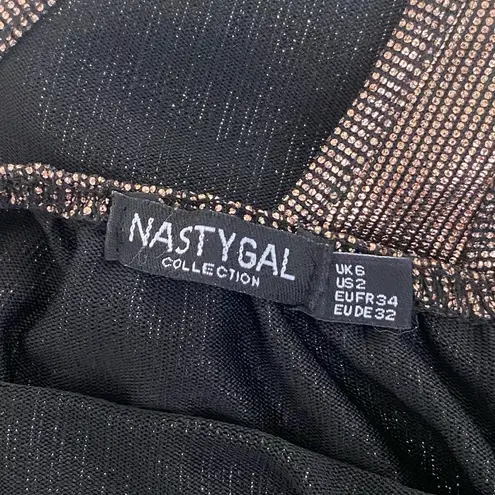 NASTYGAL
COLLECTION
UK6
US2
EUFR34
EUDE32